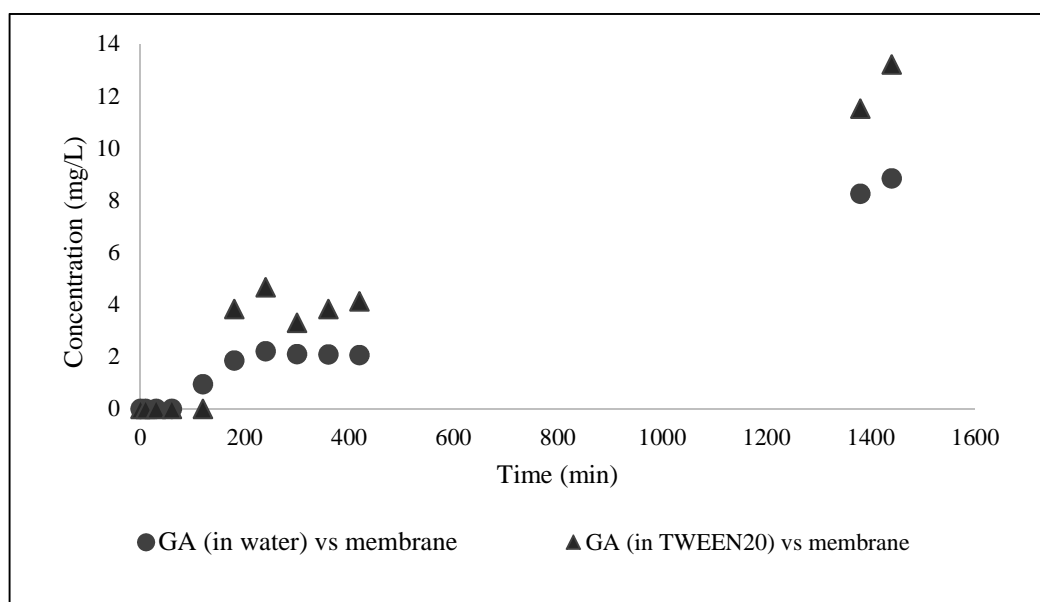 14
12
10
8
6
4
2
0
Concentration (mg/L)
0 200 400 600 800 1000 1200 1400 1600
Time (min)
GA (in water) vs membrane GA (in TWEEN20) vs membrane